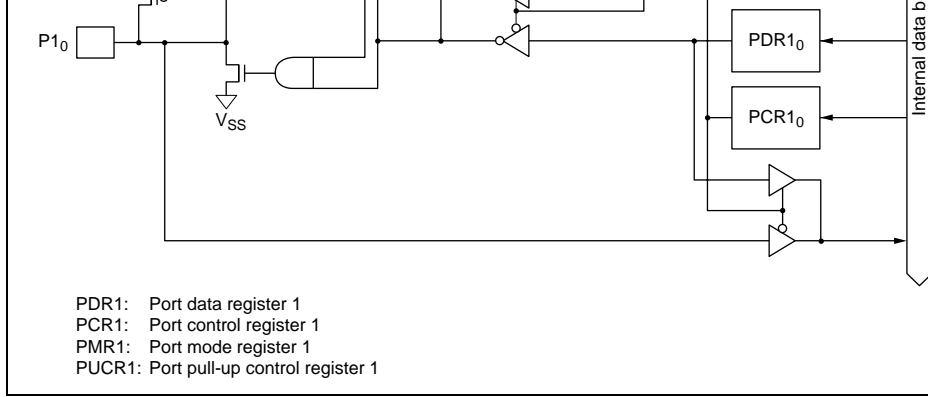 P1₀
PDR1₀
PCR1₀
Internal data b
VSS
PDR1: Port data register 1
PCR1: Port control register 1
PMR1: Port mode register 1
PUCR1: Port pull-up control register 1